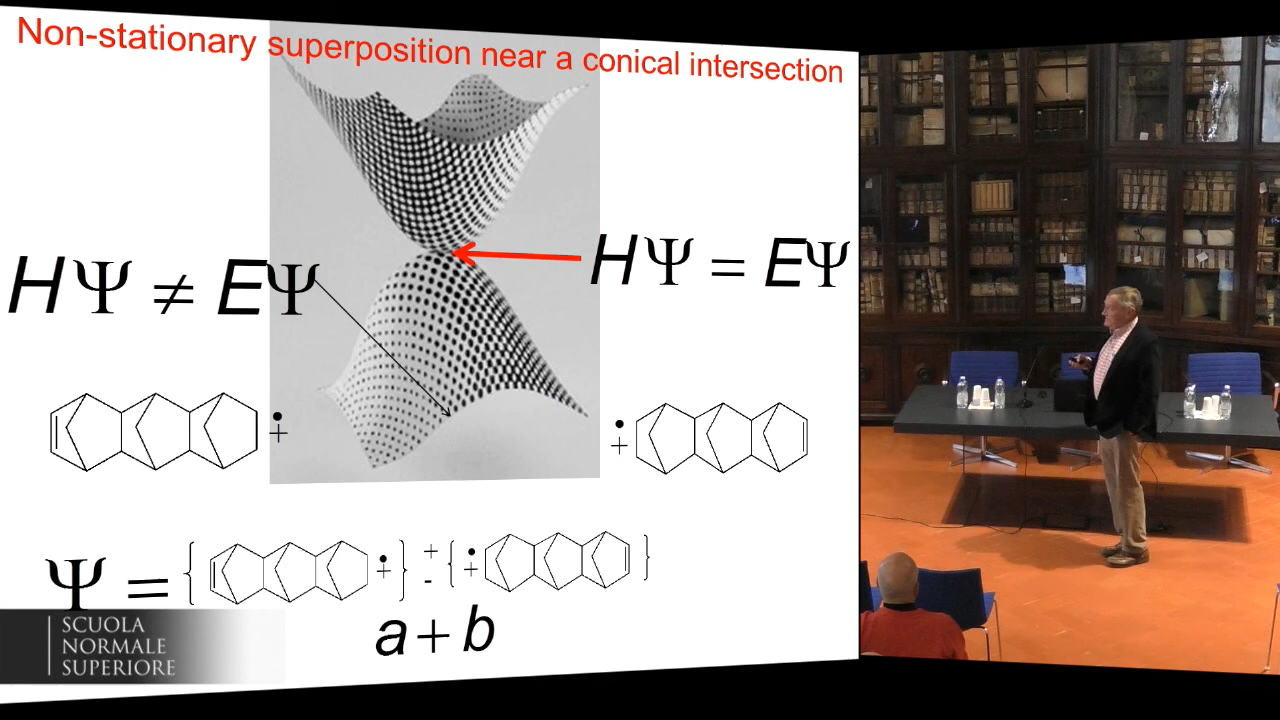 Non-stationary superposition near a conical intersection
HΨ ≠ EΨ
HΨ = EΨ
•
+
•
+
Ψ = { • + } + - { • + }
a + b
SCUOLA
NORMALE
SUPERIORE